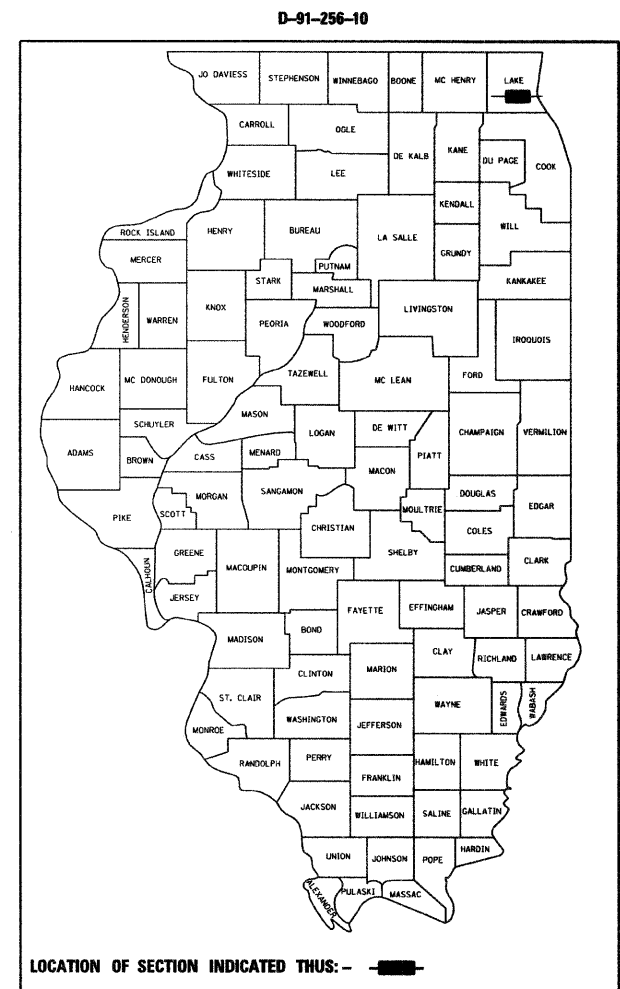 D-91-256-10
JO DAVIESS
STEPHENSON
WINNEBAGO
BOONE
MC HENRY
LAKE
CARROLL
OGLE
DE KALB
KANE
DU PAGE
COOK
WHITESIDE
LEE
KENDALL
WILL
ROCK ISLAND
HENRY
BUREAU
LA SALLE
GRUNDY
MERCER
PUTNAM
KANKAKEE
STARK
MARSHALL
HENDERSON
WARREN
KNOX
PEORIA
WOODFORD
LIVINGSTON
IROQUOIS
HANCOCK
MC DONOUGH
FULTON
TAZEWELL
MC LEAN
FORD
SCHUYLER
MASON
LOGAN
DE WITT
CHAMPAIGN
VERMILION
ADAMS
BROWN
CASS
MENARD
PIATT
MACON
MORGAN
SANGAMON
DOUGLAS
EDGAR
PIKE
SCOTT
CHRISTIAN
MOULTRIE
COLES
SHELBY
GREENE
MACOUPIN
MONTGOMERY
CUMBERLAND
CLARK
CALHOUN
JERSEY
FAYETTE
EFFINGHAM
JASPER
CRAWFORD
MADISON
BOND
CLAY
RICHLAND
LAWRENCE
CLINTON
MARION
ST. CLAIR
WAYNE
EDWARDS
WABASH
MONROE
WASHINGTON
JEFFERSON
RANDOLPH
PERRY
HAMILTON
WHITE
FRANKLIN
JACKSON
WILLIAMSON
SALINE
GALLATIN
UNION
JOHNSON
POPE
HARDIN
ALEXANDER
PULASKI
MASSAC
LOCATION OF SECTION INDICATED THUS: -